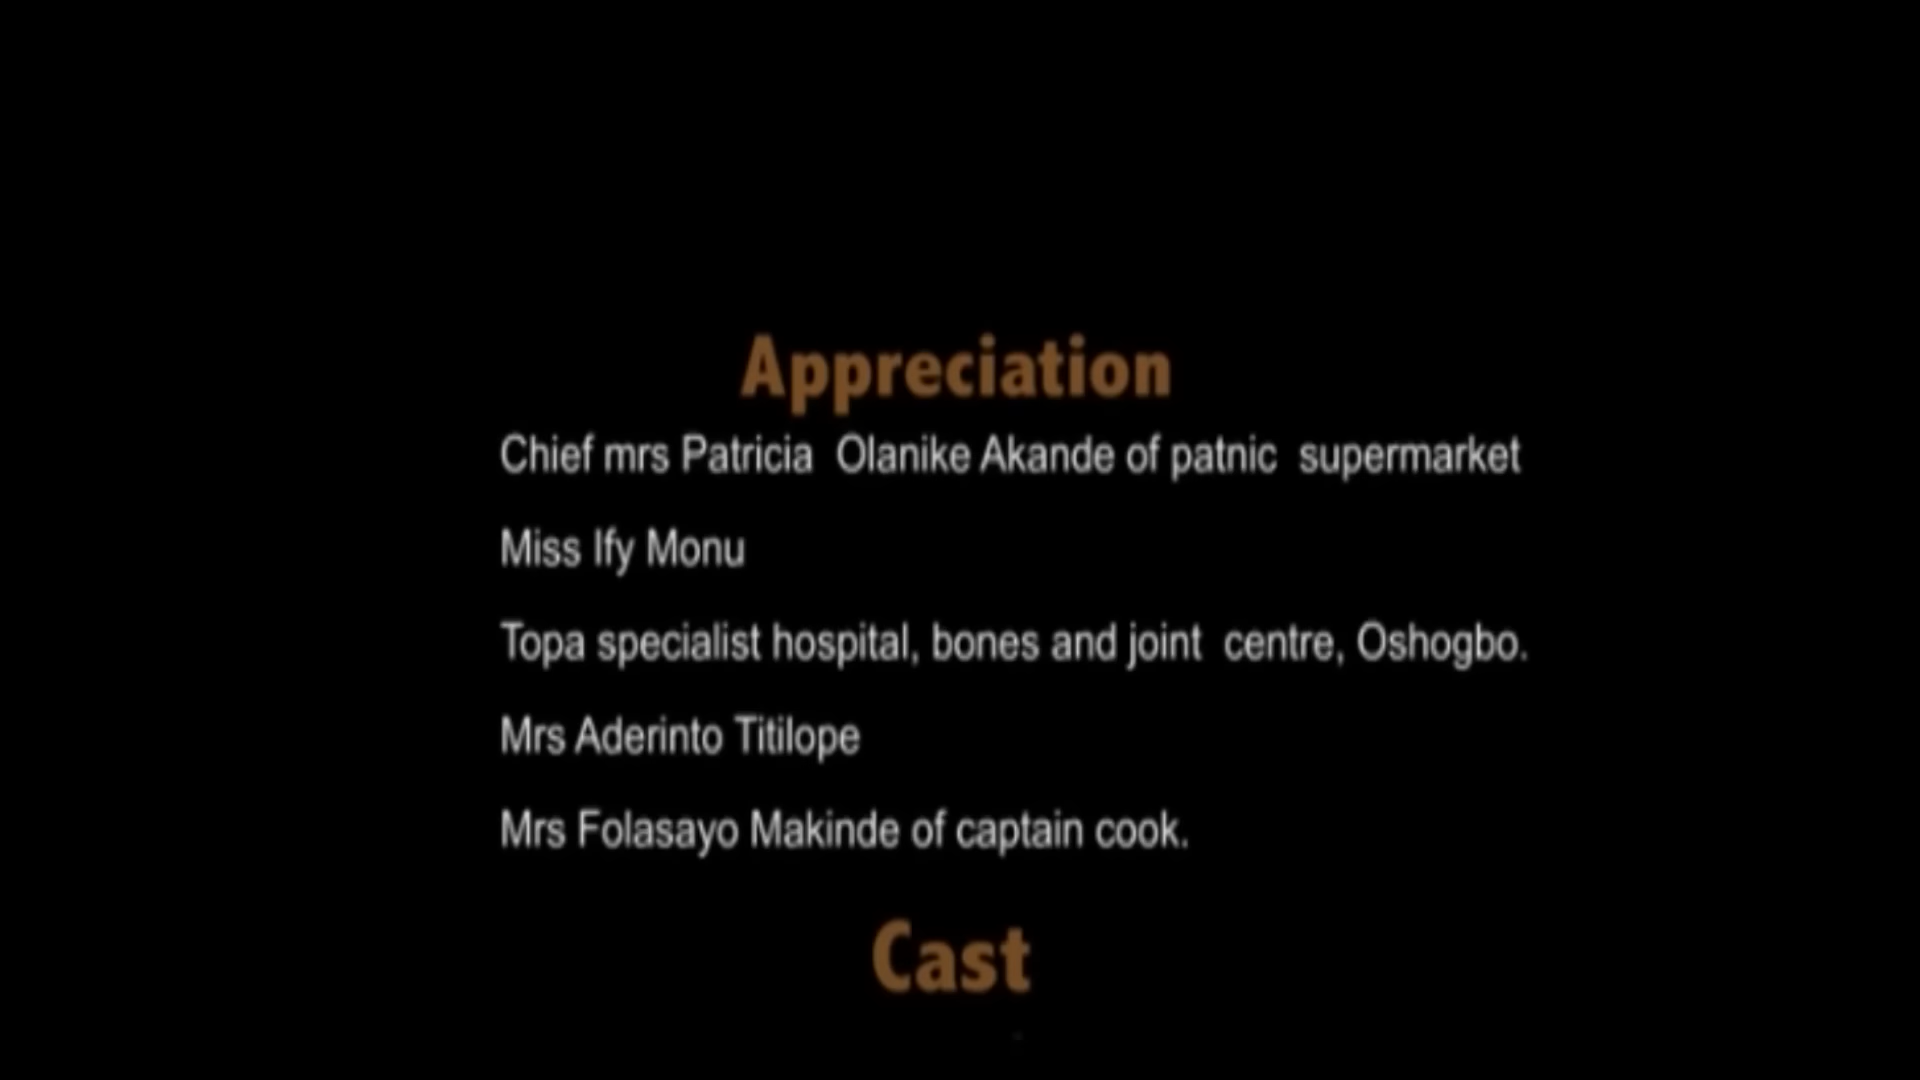 Appreciation
Chief mrs Patricia Olanike Akande of patnic supermarket
Miss Ify Monu
Topa specialist hospital, bones and joint centre, Oshogbo.
Mrs Aderinto Titilope
Mrs Folasayo Makinde of captain cook.
Cast